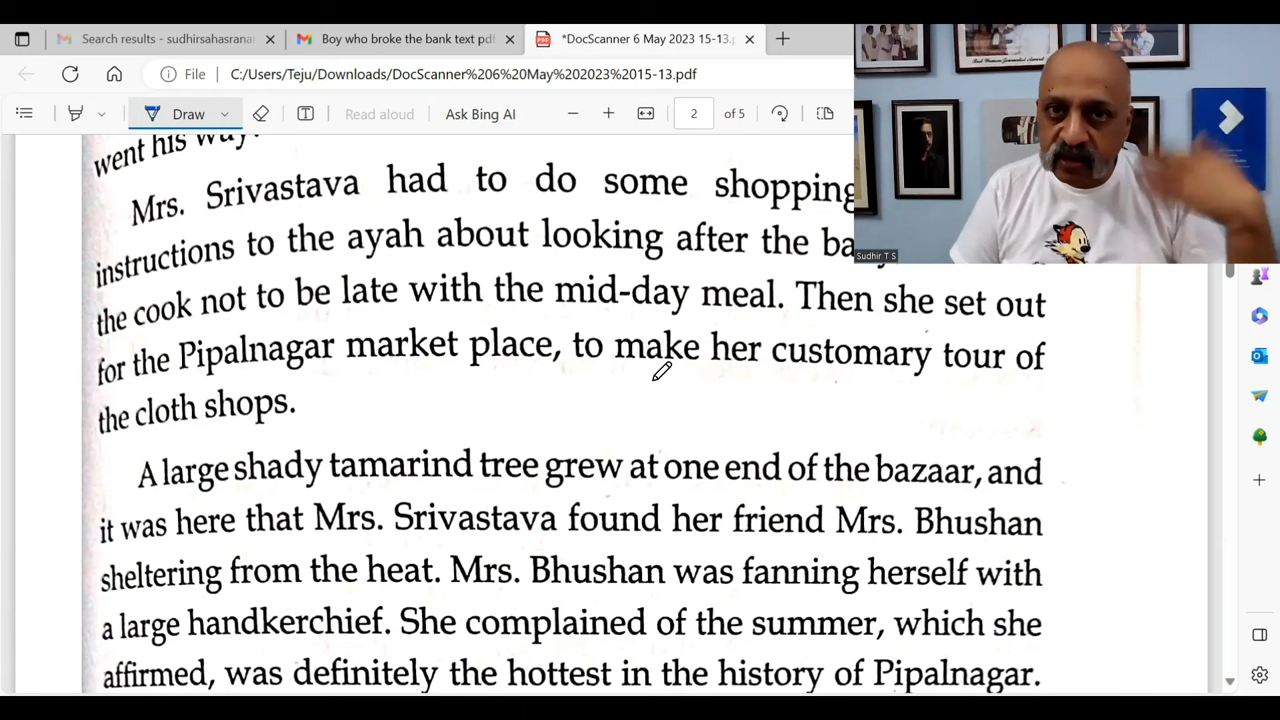 Search results - sudhirsahasrana
Boy who broke the bank text pdf
*DocScanner 6 May 2023 15-13.p
File
C:/Users/Teju/Downloads/DocScanner%206%20May%202023%2015-13.pdf
Draw
Read aloud
Ask Bing AI
2 of 5
Sudhir T S
went his way.
Mrs. Srivastava had to do some shopping
instructions to the ayah about looking after the
the cook not to be late with the mid-day meal. Then she set out
for the Pipalnagar market place, to make her customary tour of
the cloth shops.
A large shady tamarind tree grew at one end of the bazaar, and
it was here that Mrs. Srivastava found her friend Mrs. Bhushan
sheltering from the heat. Mrs. Bhushan was fanning herself with
a large handkerchief. She complained of the summer, which she
affirmed, was definitely the hottest in the history of Pipalnagar.